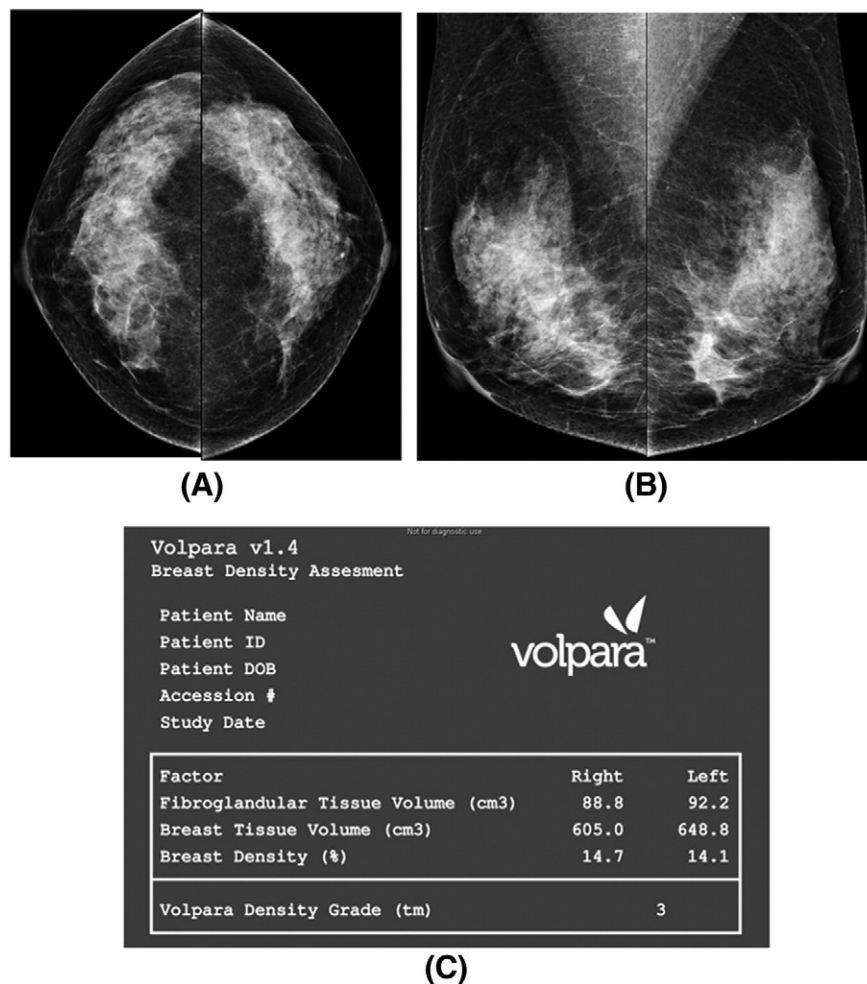 (A)
(B)
Not for diagnostic use
Volpara v1.4
Breast Density Assesment
Patient Name
Patient ID
Patient DOB
Accession #
Study Date
volpara™
Factor Right Left
Fibroglandular Tissue Volume (cm3) 88.8 92.2
Breast Tissue Volume (cm3) 605.0 648.8
Breast Density (%) 14.7 14.1
Volpara Density Grade (tm) 3
(C)